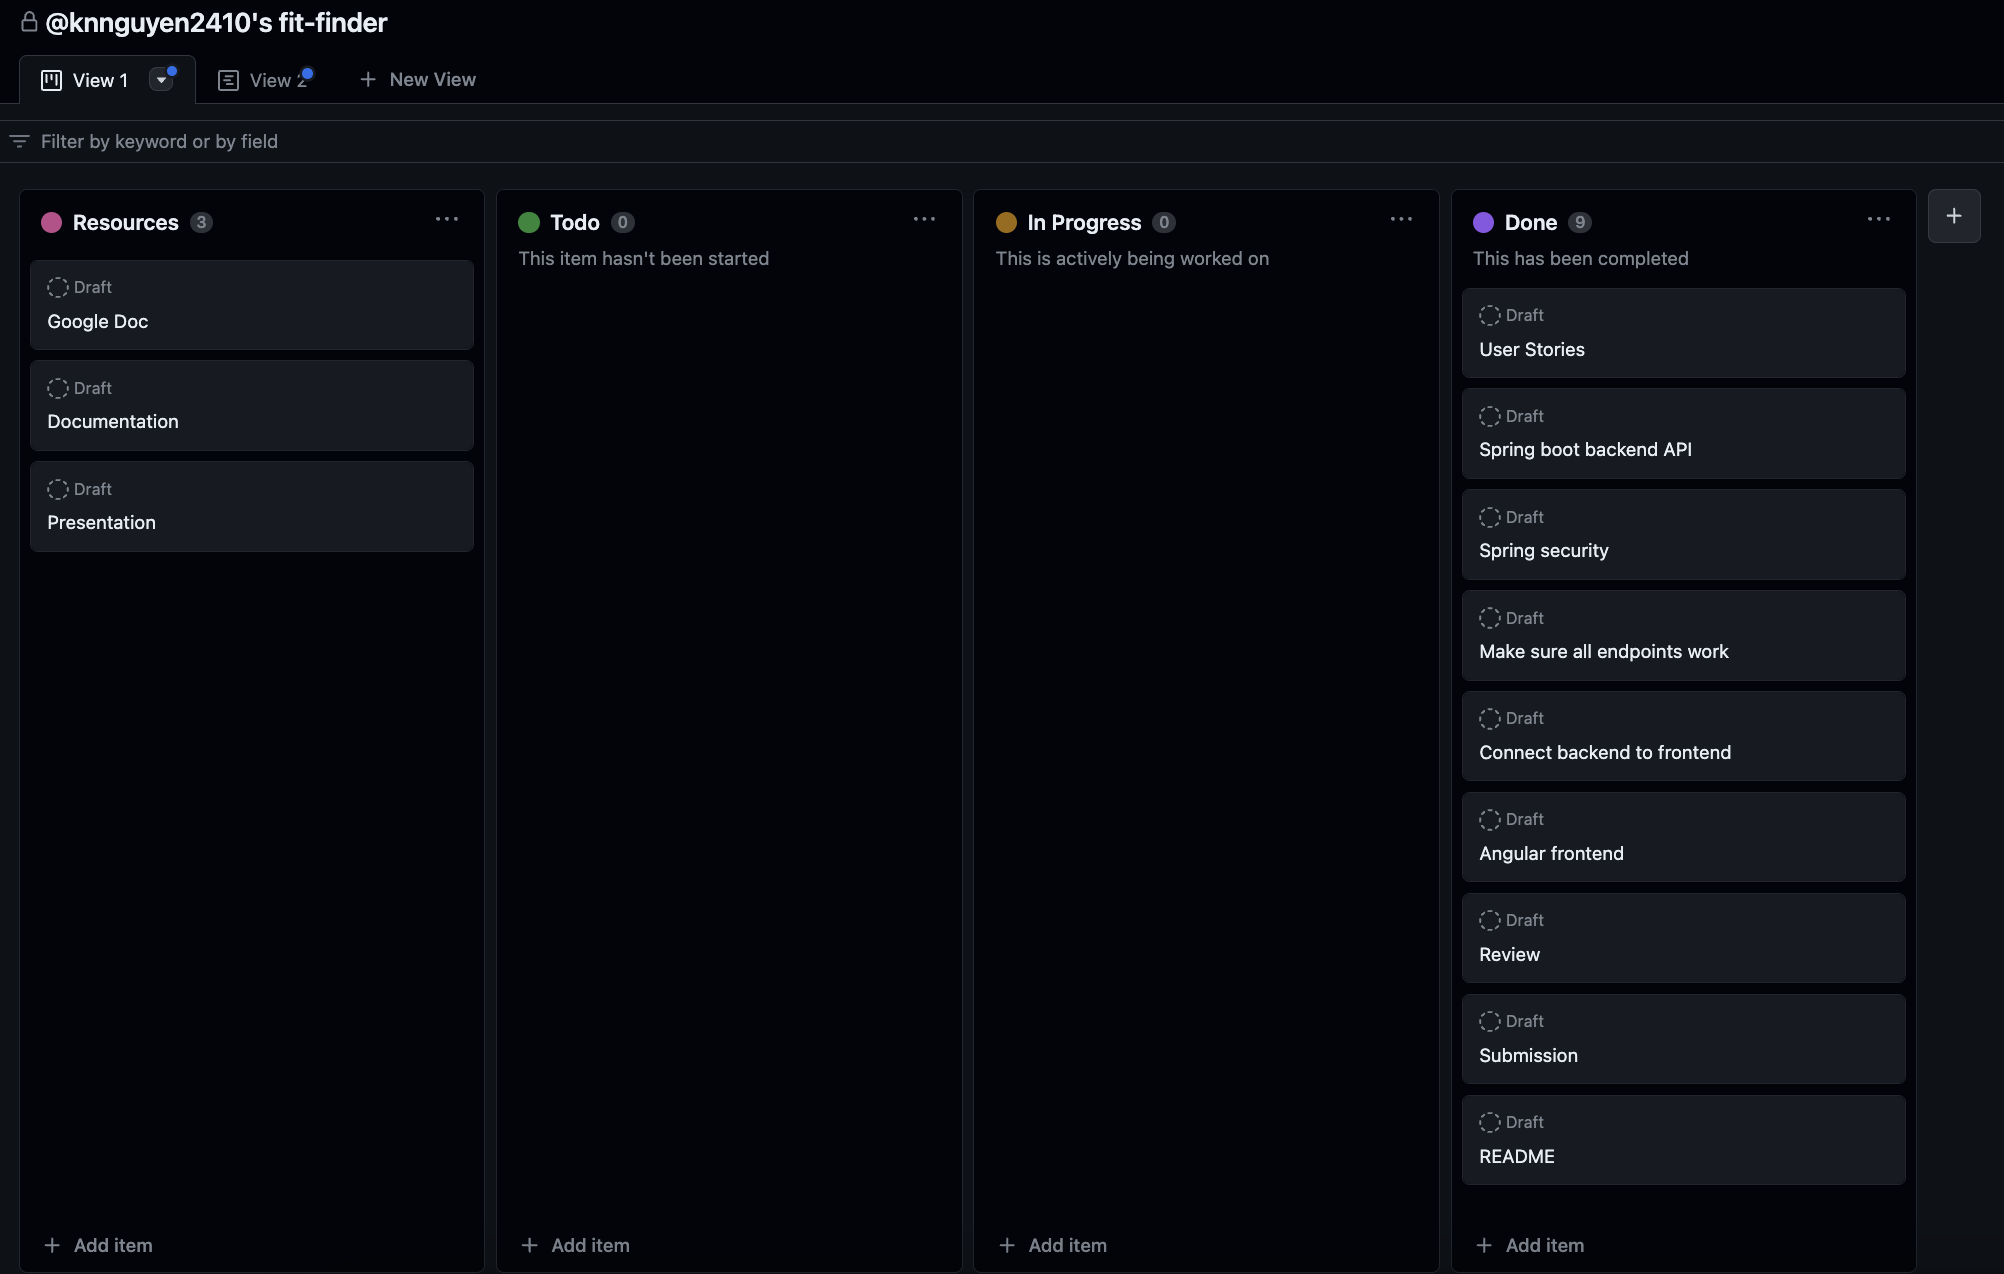 @knnguyen2410's fit-finder
View 1
View 2
New View
Filter by keyword or by field
Resources 3
Draft
Google Doc
Draft
Documentation
Draft
Presentation
Add item
Todo 0
This item hasn't been started
Add item
In Progress 0
This is actively being worked on
Add item
Done 9
This has been completed
Draft
User Stories
Draft
Spring boot backend API
Draft
Spring security
Draft
Make sure all endpoints work
Draft
Connect backend to frontend
Draft
Angular frontend
Draft
Review
Draft
Submission
Draft
README
Add item